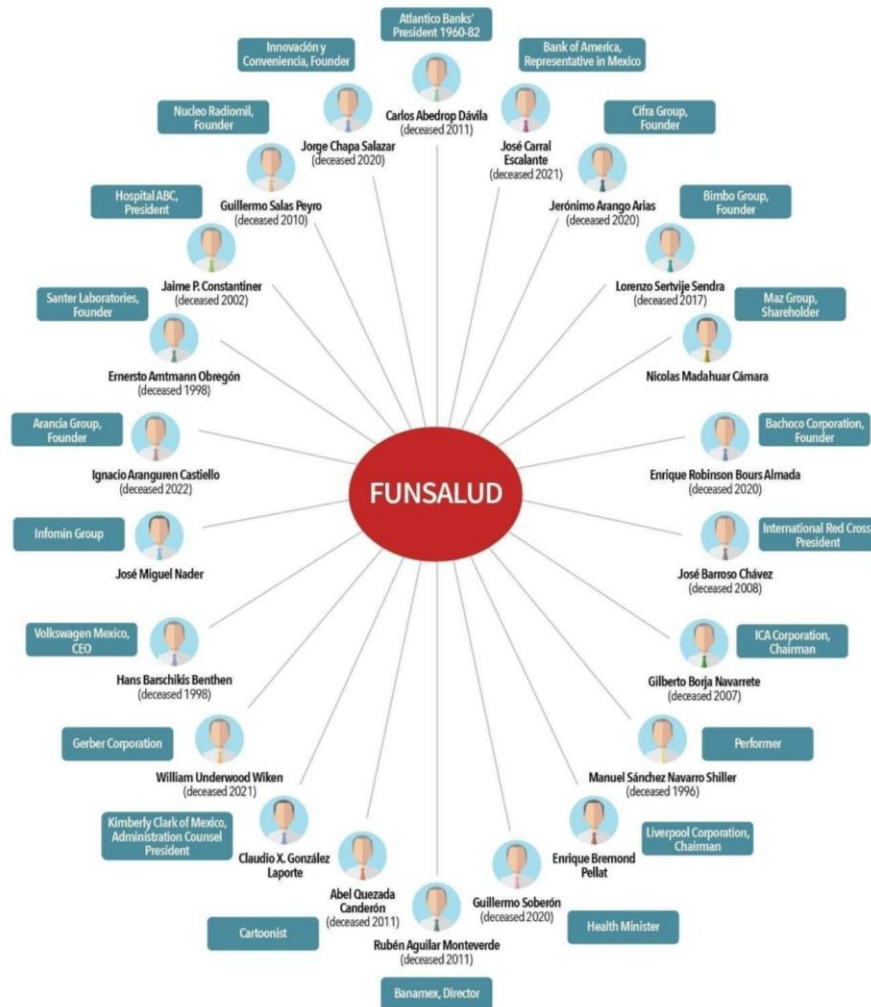 Atlantico Banks'
President 1960-82
Carlos Abedrop Dávila
(deceased 2011)
Bank of America,
Representative in Mexico
José Carral
Escalante
(deceased 2021)
Cifra Group,
Founder
Jerónimo Arango Arias
(deceased 2020)
Bimbo Group,
Founder
Lorenzo Sertvije Sendra
(deceased 2017)
Maz Group,
Shareholder
Nicolas Madahuar Cámara
Bachoco Corporation,
Founder
Enrique Robinson Bours Almada
(deceased 2020)
International Red Cross
President
José Barroso Chávez
(deceased 2008)
ICA Corporation,
Chairman
Gilberto Borja Navarrete
(deceased 2007)
Performer
Manuel Sánchez Navarro Shiller
(deceased 1996)
Liverpool Corporation,
Chairman
Enrique Bremond
Pellat
Health Minister
Guillermo Soberón
(deceased 2020)
Rubén Aguilar Monteverde
(deceased 2011)
Banamex, Director
Abel Quezada
Canderón
(deceased 2011)
Cartoonist
Kimberly Clark of Mexico,
Administration Counsel
President
Claudio X. González
Laporte
Gerber Corporation
William Underwood Wiken
(deceased 2021)
Volkswagen Mexico,
CEO
Hans Barschikis Benthen
(deceased 1998)
Infomin Group
José Miguel Nader
Arancia Group,
Founder
Ignacio Aranguren Castiello
(deceased 2022)
Santer Laboratories,
Founder
Ernersto Amtmann Obregón
(deceased 1998)
Hospital ABC,
President
Jaime P. Constantiner
(deceased 2002)
Nucleo Radiomil,
Founder
Guillermo Salas Peyro
(deceased 2010)
Innovación y
Conveniencia, Founder
Jorge Chapa Salazar
(deceased 2020)
FUNSALUD